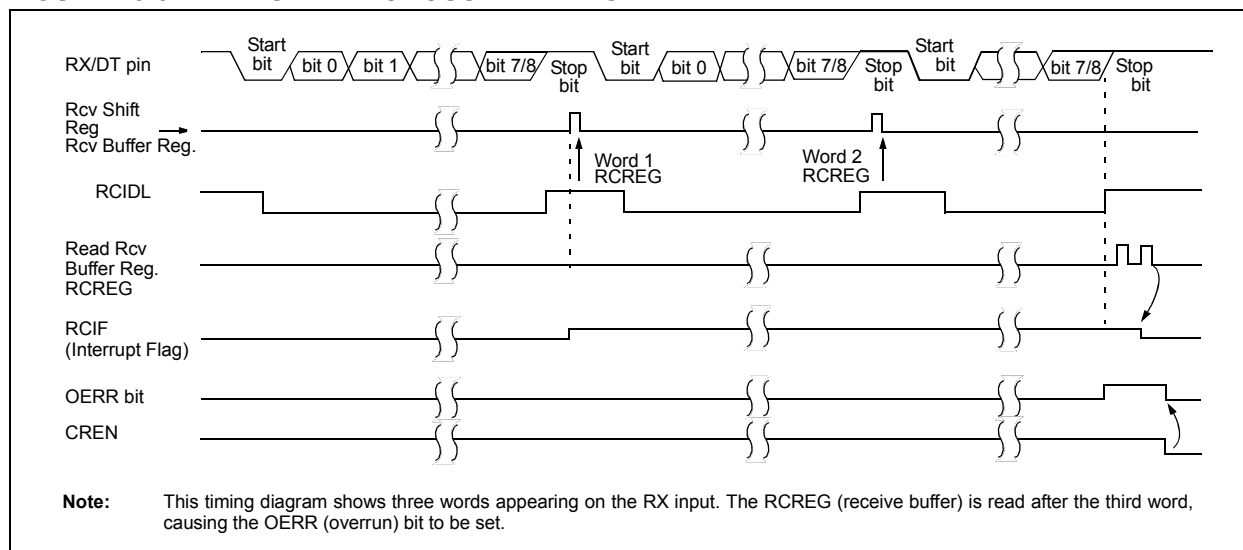 Start bit
bit 0
bit 1
bit 7/8
Stop bit
Start bit
bit 0
bit 7/8
Stop bit
Start bit
bit 7/8
Stop bit
RX/DT pin
Rcv Shift
Reg
Rcv Buffer Reg.
Word 1
RCREG
Word 2
RCREG
RCIDL
Read Rcv
Buffer Reg.
RCREG
RCIF
(Interrupt Flag)
OERR bit
CREN
Note: This timing diagram shows three words appearing on the RX input. The RCREG (receive buffer) is read after the third word,
causing the OERR (overrun) bit to be set.